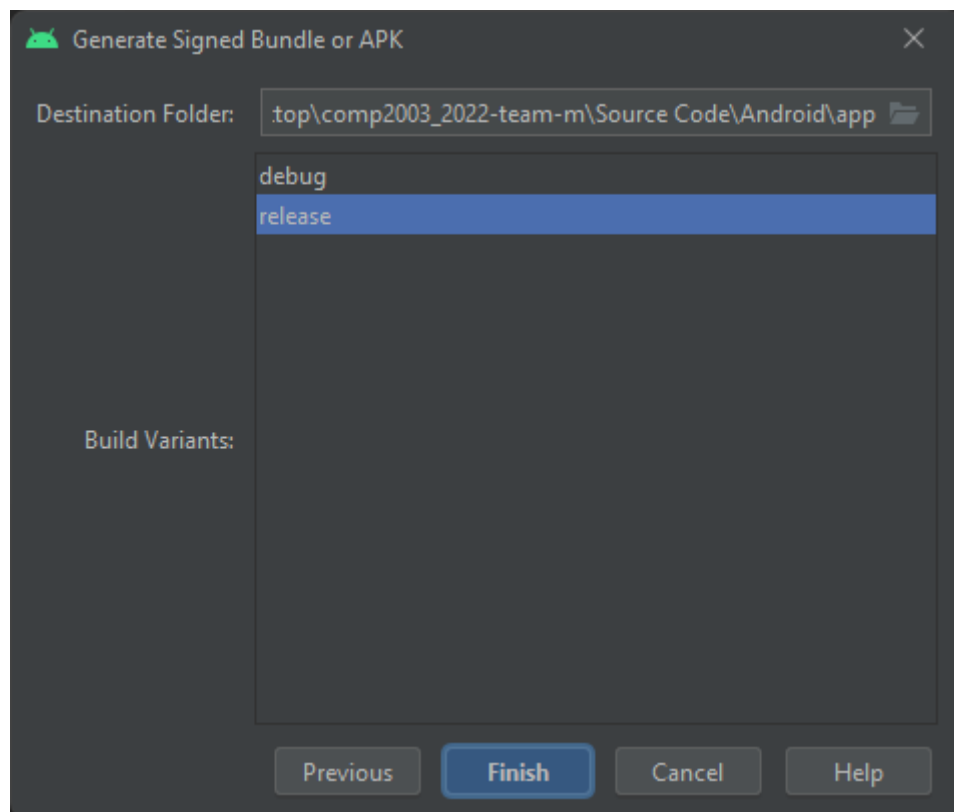 Generate Signed Bundle or APK
Destination Folder: :top\comp2003_2022-team-m\Source Code\Android\app
debug
release
Build Variants:
Previous Finish Cancel Help